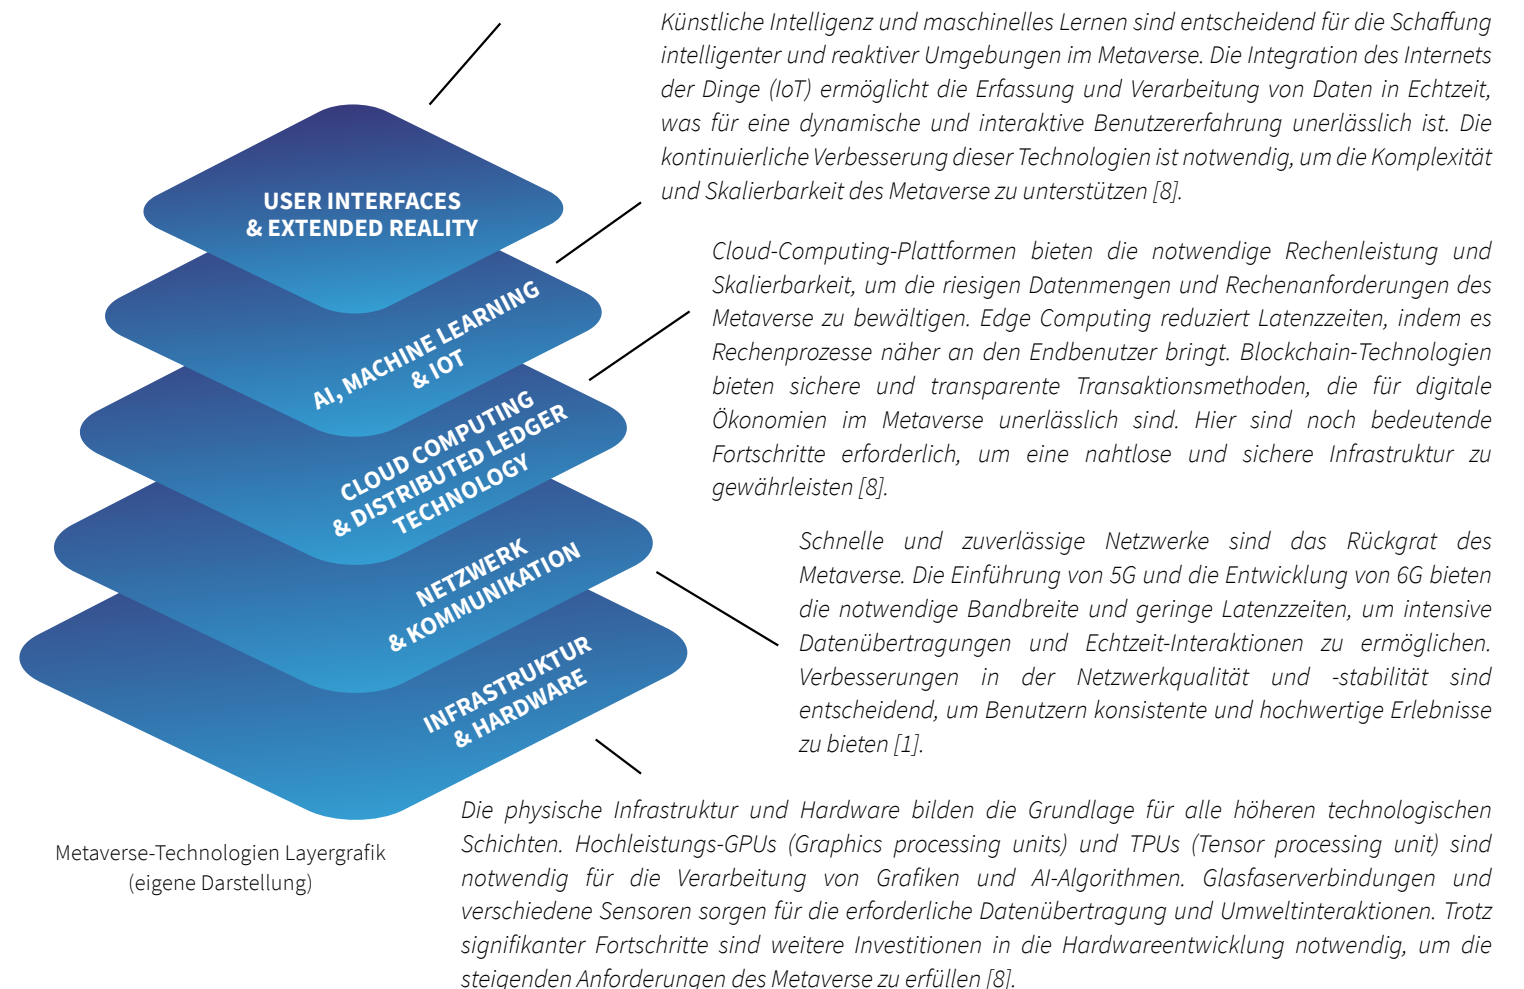 Künstliche Intelligenz und maschinelles Lernen sind entscheidend für die Schaffung
intelligenter und reaktiver Umgebungen im Metaverse. Die Integration des Internets
der Dinge (IoT) ermöglicht die Erfassung und Verarbeitung von Daten in Echtzeit,
was für eine dynamische und interaktive Benutzererfahrung unerlässlich ist. Die
kontinuierliche Verbesserung dieser Technologien ist notwendig, um die Komplexität
und Skalierbarkeit des Metaverse zu unterstützen [8].
Cloud-Computing-Plattformen bieten die notwendige Rechenleistung und
Skalierbarkeit, um die riesigen Datenmengen und Rechenanforderungen des
Metaverse zu bewältigen. Edge Computing reduziert Latenzzeiten, indem es
Rechenprozesse näher an den Endbenutzer bringt. Blockchain-Technologien
bieten sichere und transparente Transaktionsmethoden, die für digitale
Ökonomien im Metaverse unerlässlich sind. Hier sind noch bedeutende
Fortschritte erforderlich, um eine nahtlose und sichere Infrastruktur zu
gewährleisten [8].
Schnelle und zuverlässige Netzwerke sind das Rückgrat des
Metaverse. Die Einführung von 5G und die Entwicklung von 6G bieten
die notwendige Bandbreite und geringe Latenzzeiten, um intensive
Datenübertragungen und Echtzeit-Interaktionen zu ermöglichen.
Verbesserungen in der Netzwerkqualität und -stabilität sind
entscheidend, um Benutzern konsistente und hochwertige Erlebnisse
zu bieten [1].
Die physische Infrastruktur und Hardware bilden die Grundlage für alle höheren technologischen
Schichten. Hochleistungs-GPUs (Graphics processing units) und TPUs (Tensor processing unit) sind
notwendig für die Verarbeitung von Grafiken und AI-Algorithmen. Glasfaserverbindungen und
verschiedene Sensoren sorgen für die erforderliche Datenübertragung und Umweltinteraktionen. Trotz
signifikanter Fortschritte sind weitere Investitionen in die Hardwareentwicklung notwendig, um die
steigenden Anforderungen des Metaverse zu erfüllen [8].
USER INTERFACES
& EXTENDED REALITY
AI, MACHINE LEARNING
& IOT
CLOUD COMPUTING
& DISTRIBUTED LEDGER
TECHNOLOGY
NETZWERK
& KOMMUNIKATION
INFRASTRUKTUR
& HARDWARE
Metaverse-Technologien Layergrafik
(eigene Darstellung)